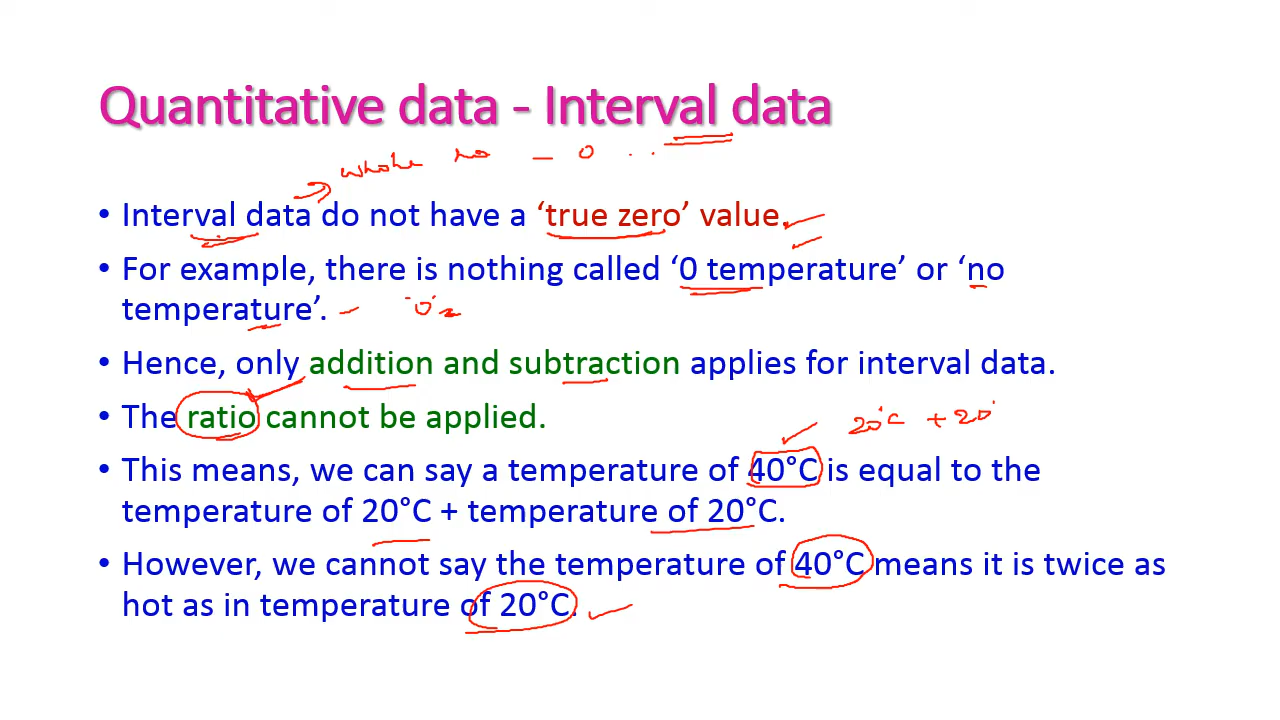 Quantitative data - Interval data
whole no - 0 ..
• Interval data do not have a ‘true zero’ value.
• For example, there is nothing called ‘0 temperature’ or ‘no
temperature’.
• Hence, only addition and subtraction applies for interval data.
• The ratio cannot be applied.
20°C + 20°
• This means, we can say a temperature of 40°C is equal to the
temperature of 20°C + temperature of 20°C.
• However, we cannot say the temperature of 40°C means it is twice as
hot as in temperature of 20°C.